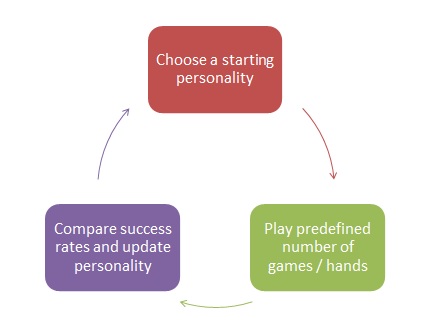 Choose a starting
personality
Compare success
rates and update
personality
Play predefined
number of
games / hands